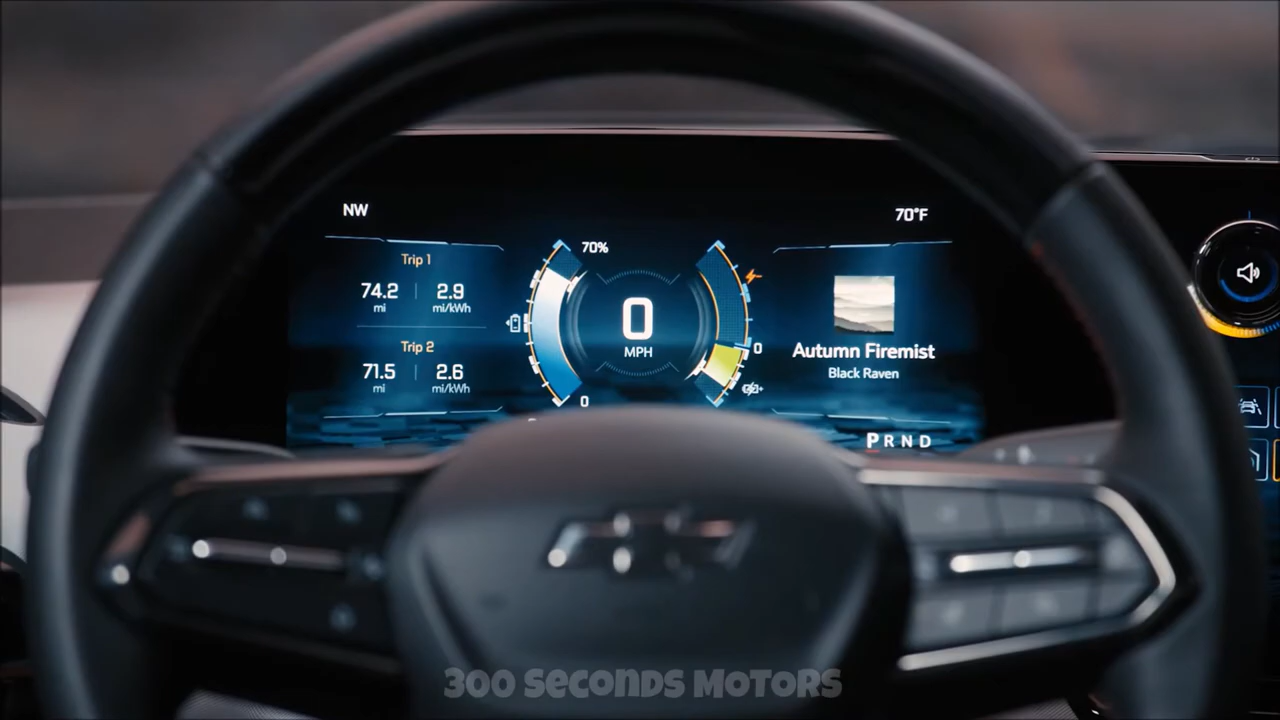 NW
70°F
Trip 1
74.2 2.9
mi mi/kWh
Trip 2
71.5 2.6
mi mi/kWh
70%
0
0
MPH
0
Autumn Firemist
Black Raven
PRND
300 Seconds Motors